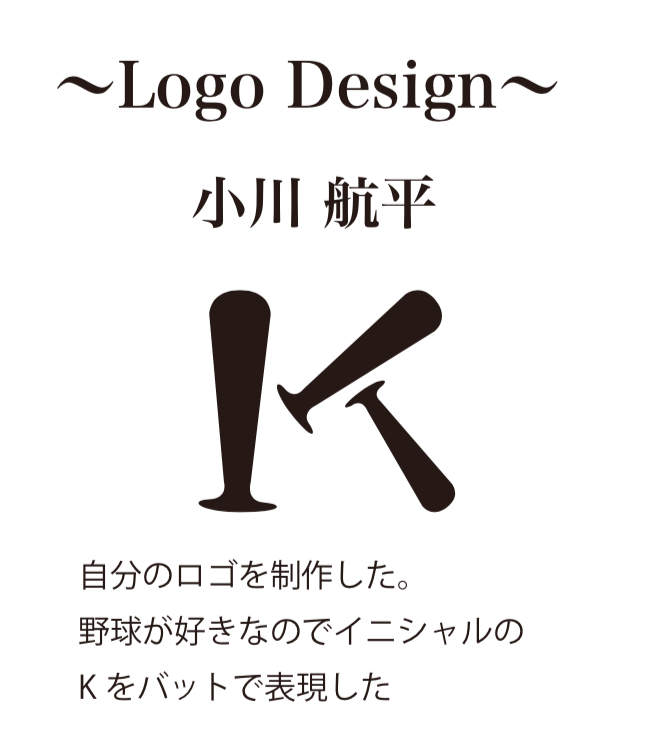 ～Logo Design～
小川 航平
K
自分のロゴを制作した。
野球が好きなのでイニシャルの
K をバットで表現した